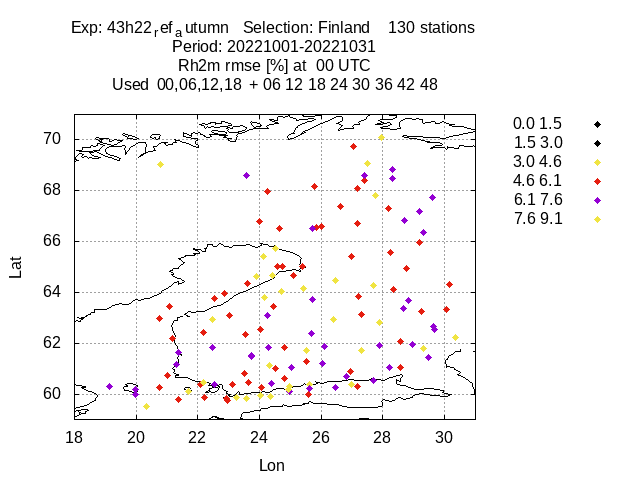 Exp: 43h22ref_autumn   Selection: Finland    130 stations
Period: 20221001-20221031
Rh2m rmse [%] at  00 UTC
Used  00,06,12,18  + 06 12 18 24 30 36 42 48
0.0 1.5
1.5 3.0
3.0 4.6
4.6 6.1
6.1 7.6
7.6 9.1
70
68
66
64
62
60
Lat
18 20 22 24 26 28 30
Lon